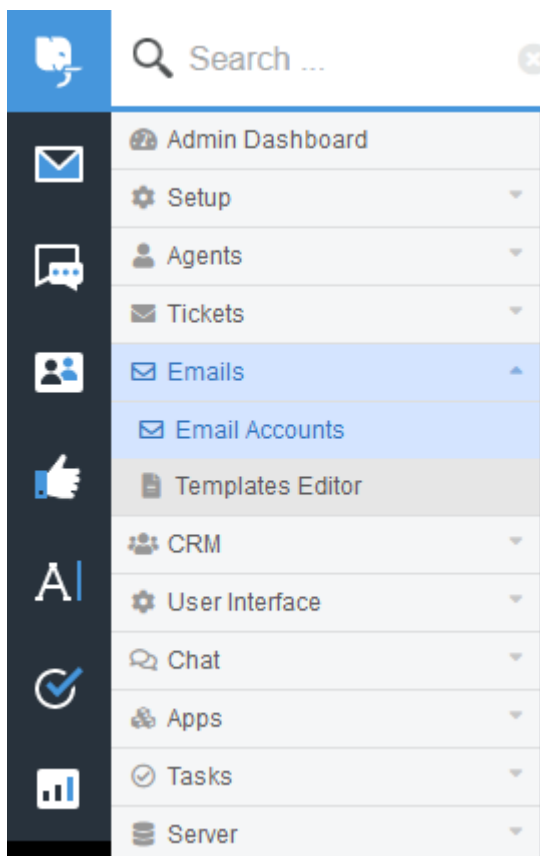 Search ...
Admin Dashboard
Setup
Agents
Tickets
Emails
Email Accounts
Templates Editor
CRM
User Interface
Chat
Apps
Tasks
Server